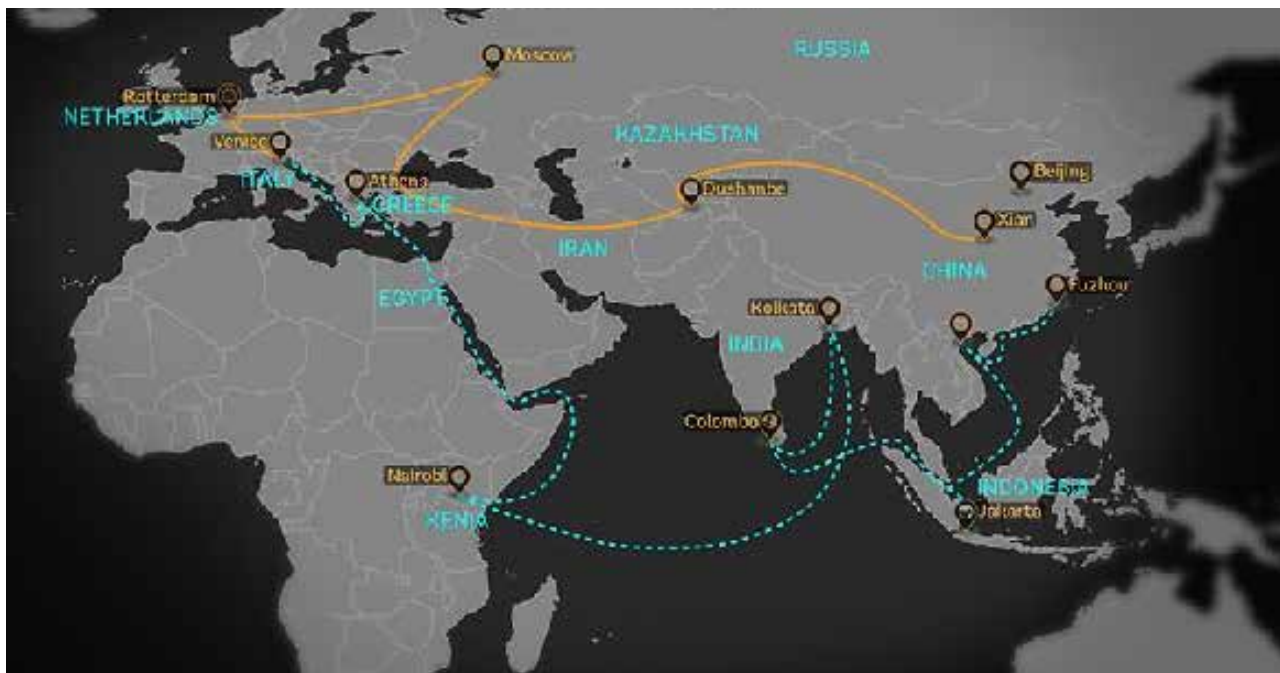 Moscow
RUSSIA
Rotterdam
NETHERLANDS
Venice
KAZAKHSTAN
ITALY
Athens
GREECE
Dushambe
Beijing
Xian
IRAN
CHINA
EGYPT
Kolkata
Fuzhou
INDIA
Colombo
Nairobi
KENIA
INDONESIA
Jakarta